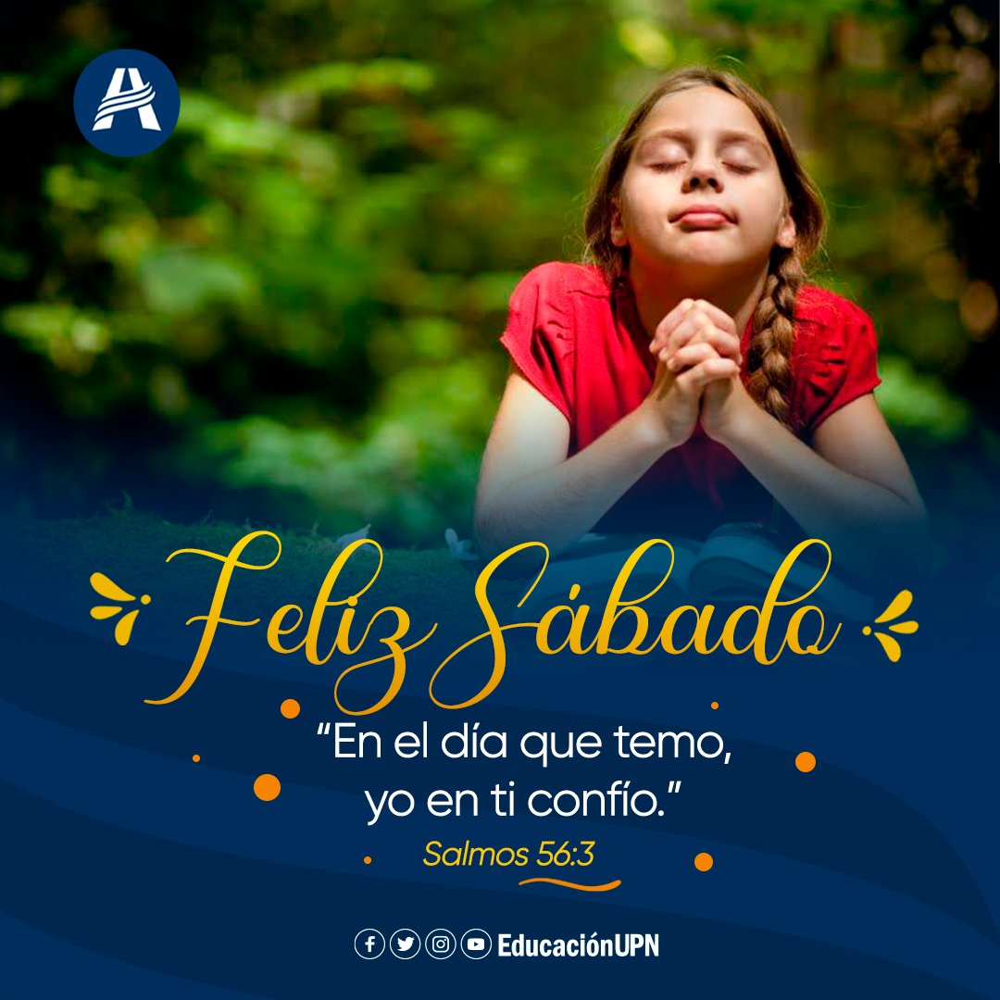 Feliz Sábado
“En el día que temo,
yo en ti confío.”
Salmos 56:3
EducaciónUPN